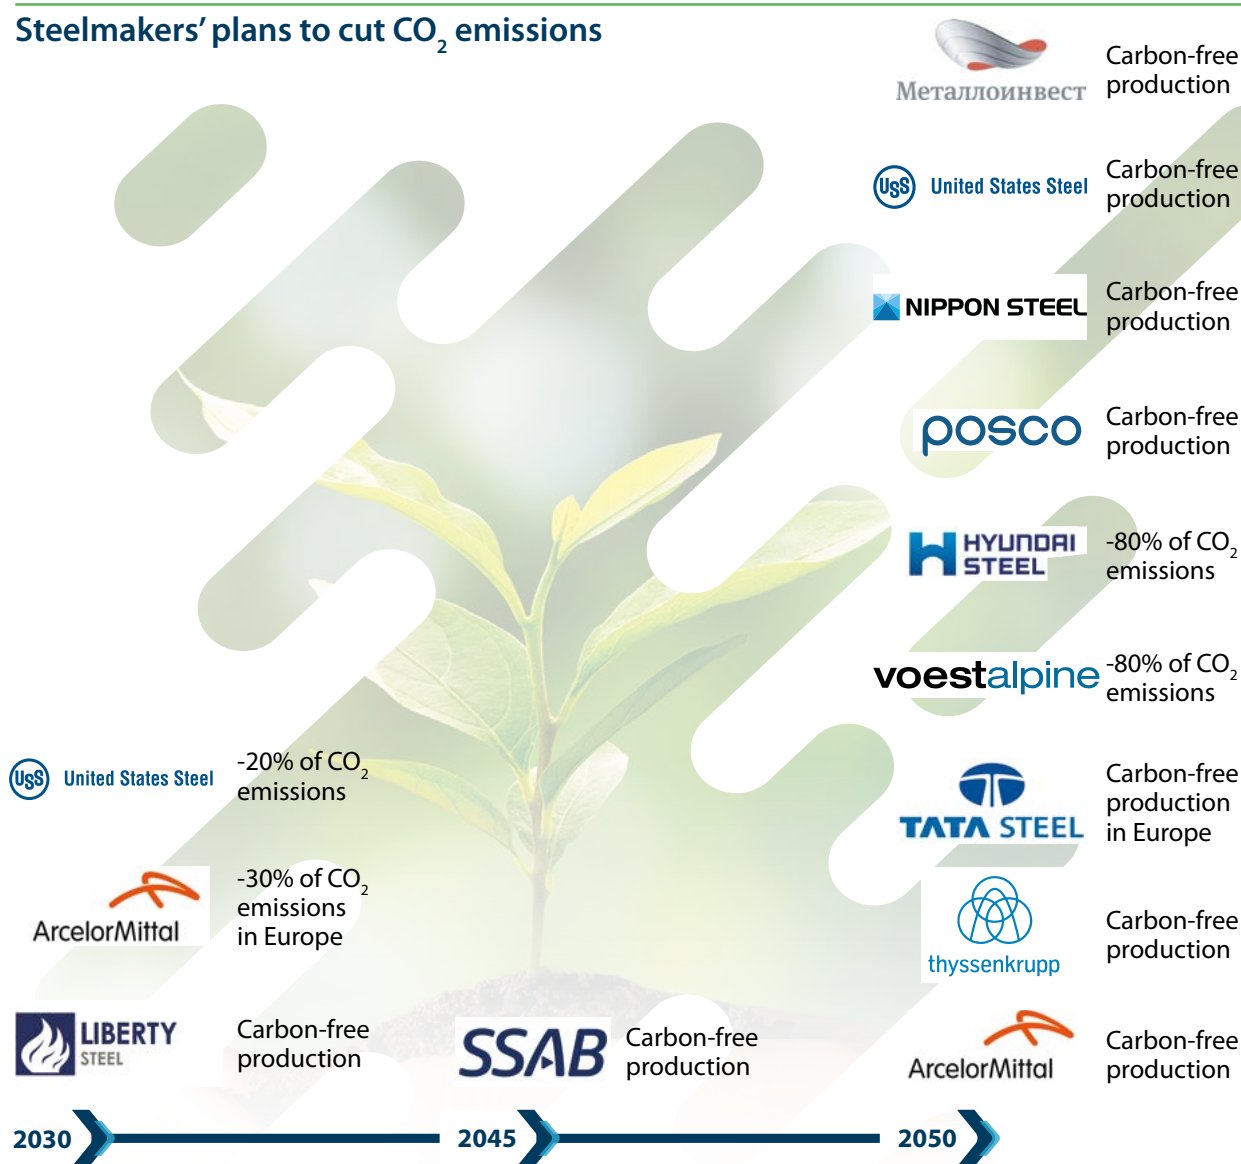 Steelmakers’ plans to cut CO₂ emissions
Металлоинвест
Carbon-free
production
USS United States Steel
Carbon-free
production
NIPPON STEEL
Carbon-free
production
posco
Carbon-free
production
HYUNDAI
STEEL
-80% of CO₂
emissions
voestalpine
-80% of CO₂
emissions
TATA STEEL
Carbon-free
production
in Europe
thyssenkrupp
Carbon-free
production
ArcelorMittal
Carbon-free
production
USS United States Steel
-20% of CO₂
emissions
ArcelorMittal
-30% of CO₂
emissions
in Europe
LIBERTY
STEEL
Carbon-free
production
SSAB
Carbon-free
production
2030
2045
2050